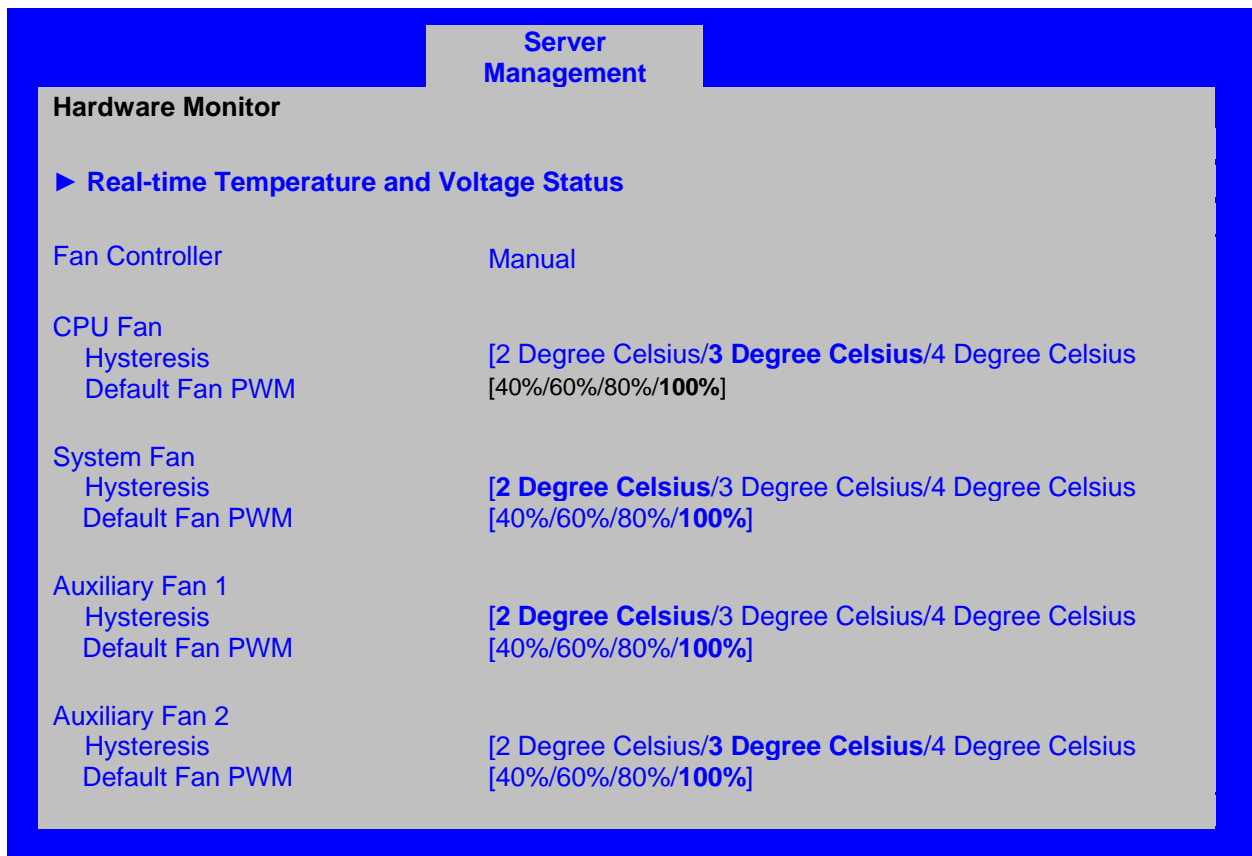 Server
Management
Hardware Monitor
► Real-time Temperature and Voltage Status
Fan Controller Manual
CPU Fan
Hysteresis [2 Degree Celsius/3 Degree Celsius/4 Degree Celsius
Default Fan PWM [40%/60%/80%/100%]
System Fan
Hysteresis [2 Degree Celsius/3 Degree Celsius/4 Degree Celsius
Default Fan PWM [40%/60%/80%/100%]
Auxiliary Fan 1
Hysteresis [2 Degree Celsius/3 Degree Celsius/4 Degree Celsius
Default Fan PWM [40%/60%/80%/100%]
Auxiliary Fan 2
Hysteresis [2 Degree Celsius/3 Degree Celsius/4 Degree Celsius
Default Fan PWM [40%/60%/80%/100%]